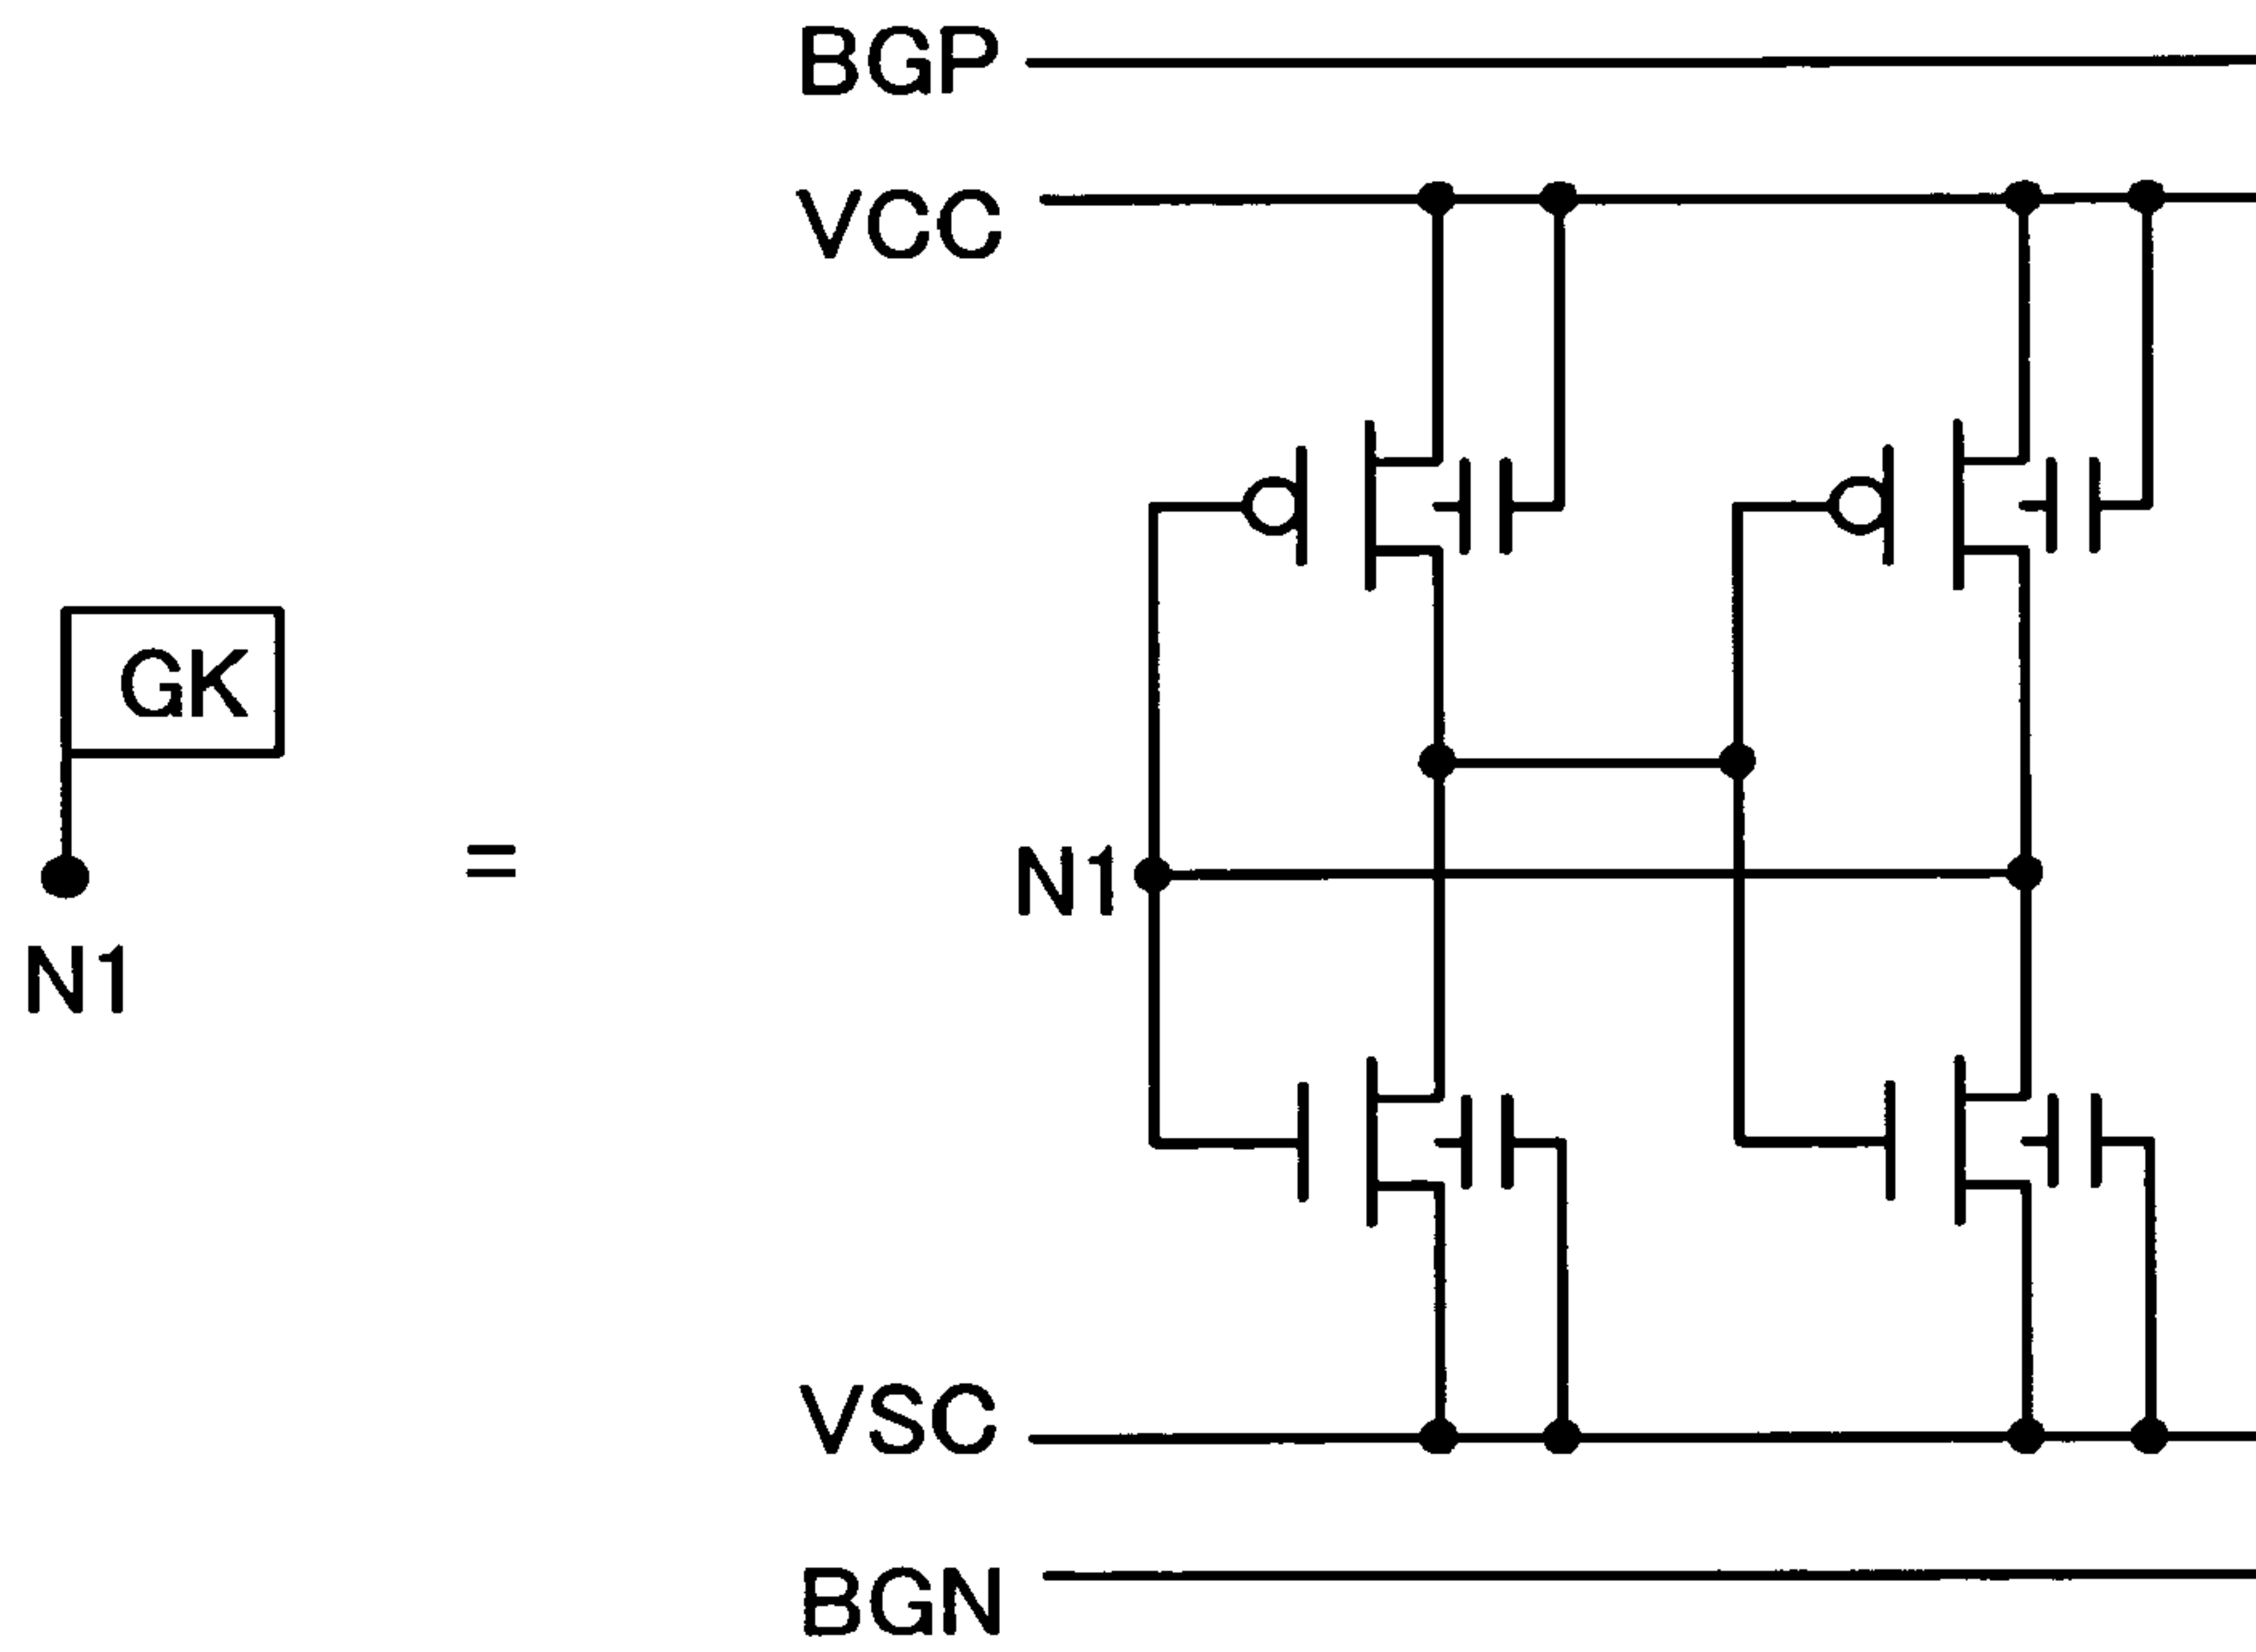 BGP
VCC
GK
N1
=
N1
VSC
BGN